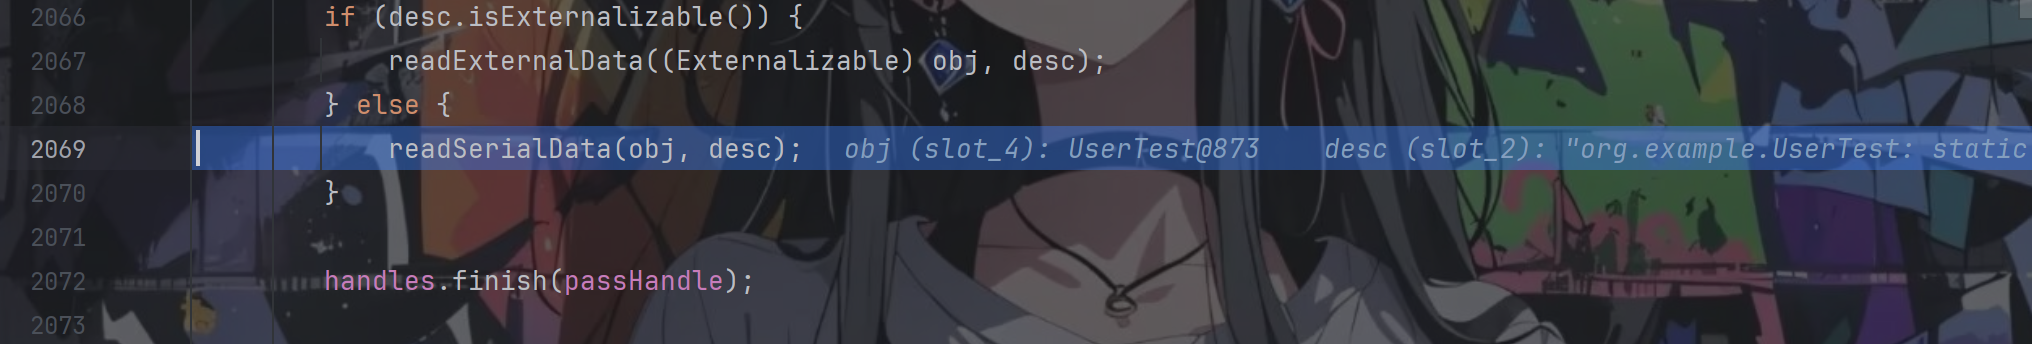 2066 if (desc.isExternalizable()) {
2067 readExternalData((Externalizable) obj, desc);
2068 } else {
2069 readSerialData(obj, desc); obj (slot_4): UserTest@873 desc (slot_2): "org.example.UserTest: static
2070 }
2071
2072 handles.finish(passHandle);
2073